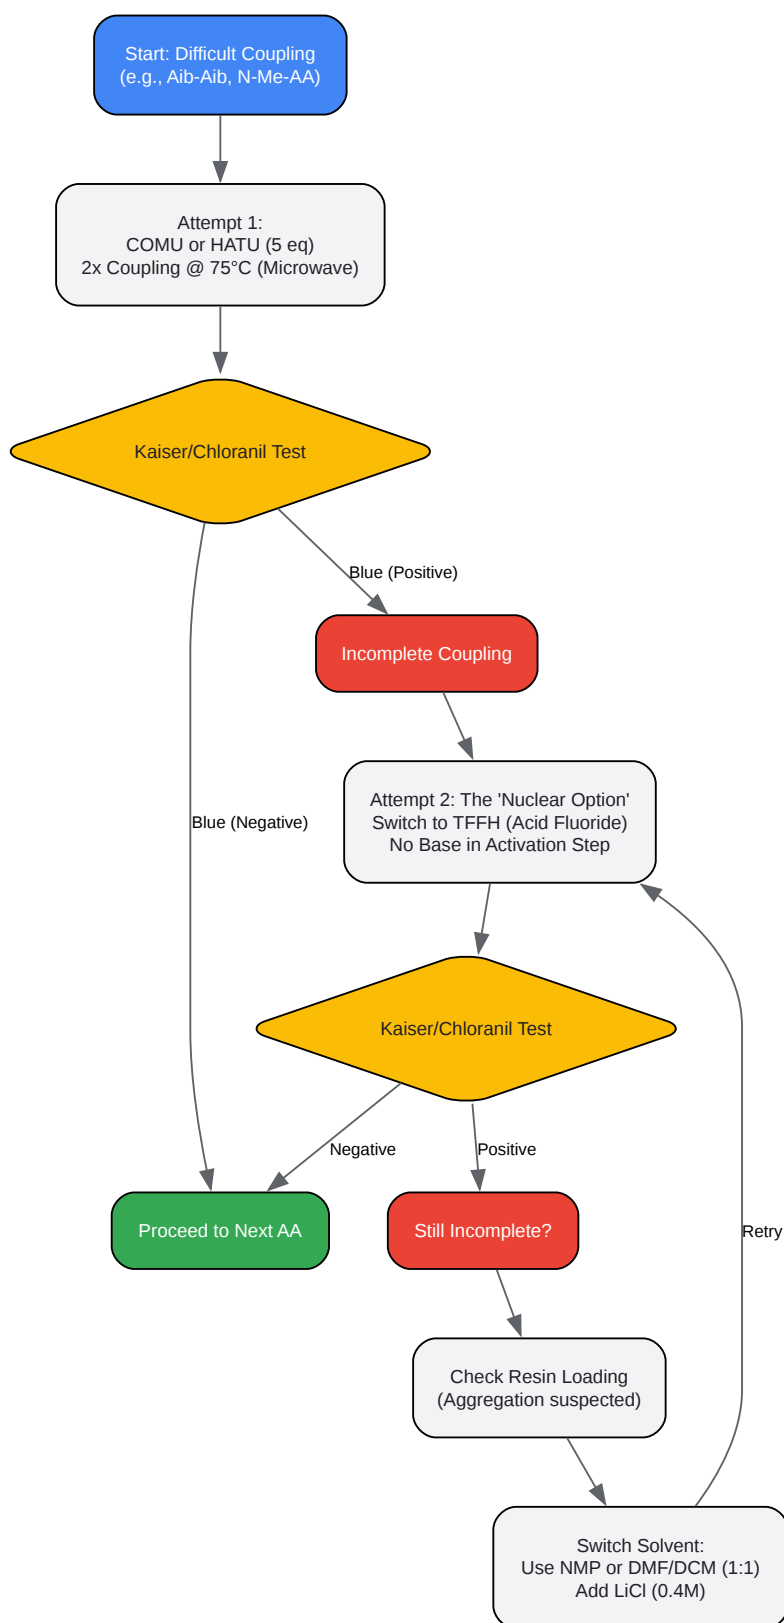 Start: Difficult Coupling
(e.g., Aib-Aib, N-Me-AA)
Attempt 1:
COMU or HATU (5 eq)
2x Coupling @ 75°C (Microwave)
Kaiser/Chloranil Test
Blue (Positive)
Incomplete Coupling
Attempt 2: The 'Nuclear Option'
Switch to TFFH (Acid Fluoride)
No Base in Activation Step
Blue (Negative)
Kaiser/Chloranil Test
Negative
Positive
Proceed to Next AA
Still Incomplete?
Retry
Check Resin Loading
(Aggregation suspected)
Switch Solvent:
Use NMP or DMF/DCM (1:1)
Add LiCl (0.4M)